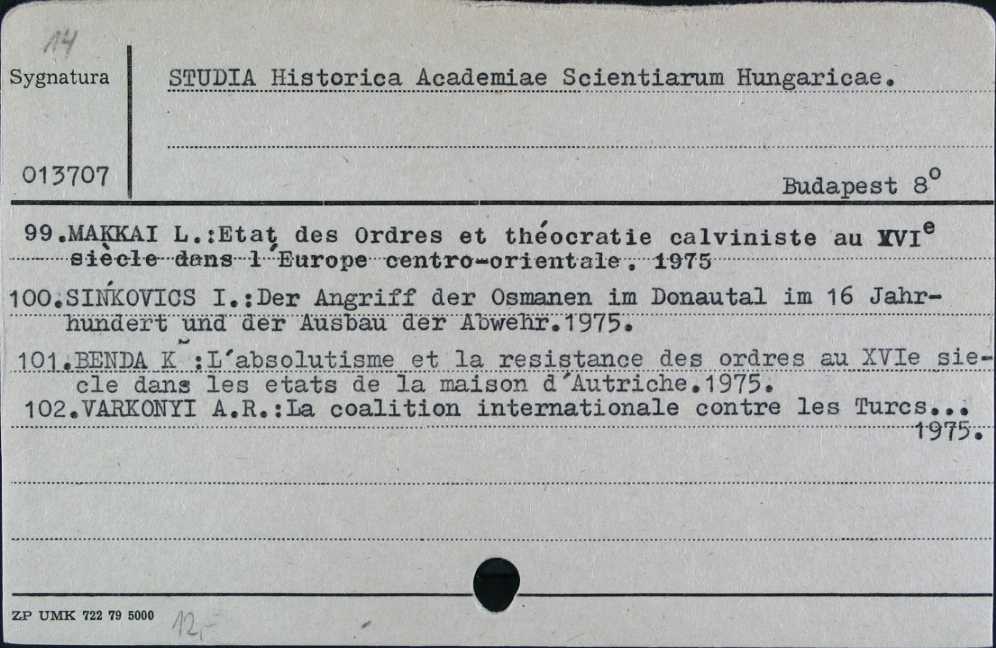 14
Sygnatura
STUDIA Historica Academiae Scientiarum Hungaricae.
013707
Budapest 8°
99.MAKKAI L.:Etat des Ordres et théocratie calviniste au XVIe
siècle dans l´Europe centro-orientale. 1975
100.SINKOVICS I.:Der Angriff der Osmanen im Donautal im 16 Jahr-
hundert und der Ausbau der Abwehr.1975.
101.BENDA K :L´absolutisme et la resistance des ordres au XVIe sie-
cle dans les etats de la maison d´Autriche.1975.
102.VARKONYI A.R.:La coalition internationale contre les Turcs...
1975.
ZP UMK 722 79 5000
12,-